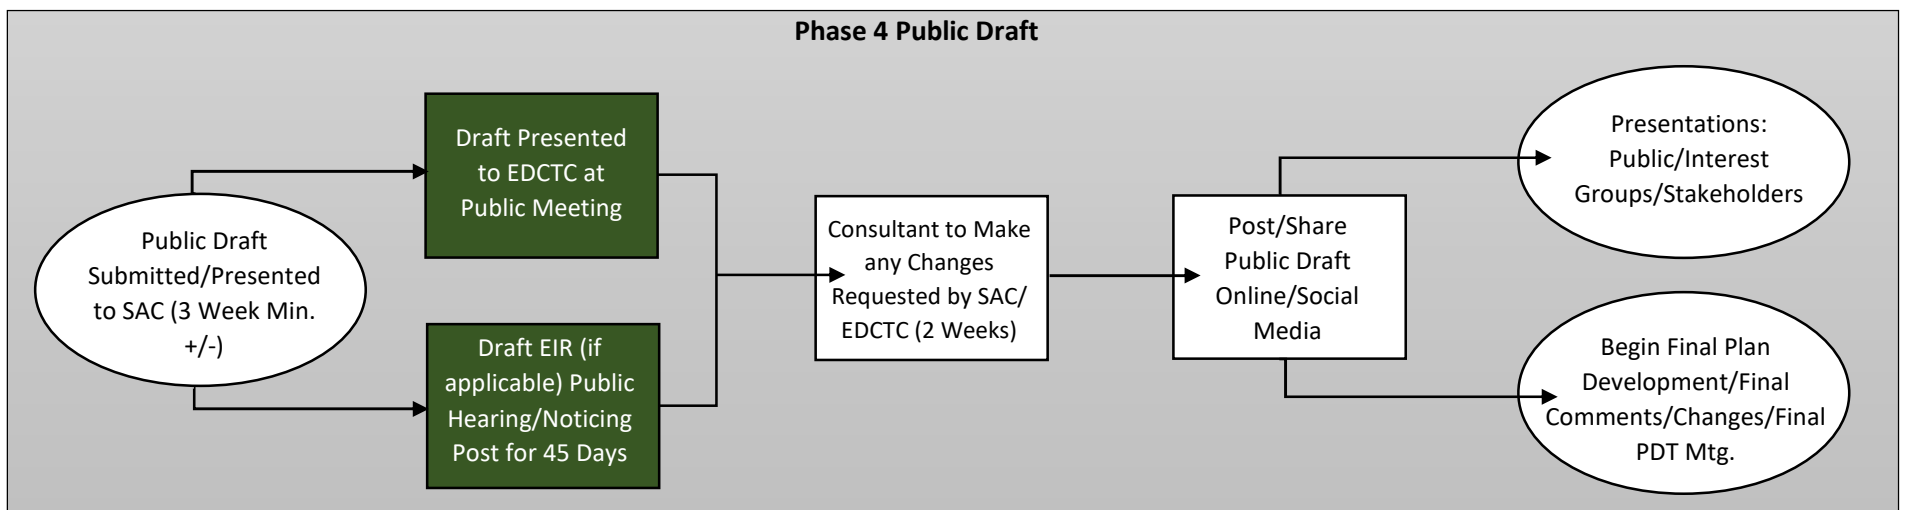 Phase 4 Public Draft
Public Draft
Submitted/Presented
to SAC (3 Week Min.
+/-)
Draft Presented
to EDCTC at
Public Meeting
Draft EIR (if
applicable) Public
Hearing/Noticing
Post for 45 Days
Consultant to Make
any Changes
Requested by SAC/
EDCTC (2 Weeks)
Post/Share
Public Draft
Online/Social
Media
Presentations:
Public/Interest
Groups/Stakeholders
Begin Final Plan
Development/Final
Comments/Changes/Final
PDT Mtg.